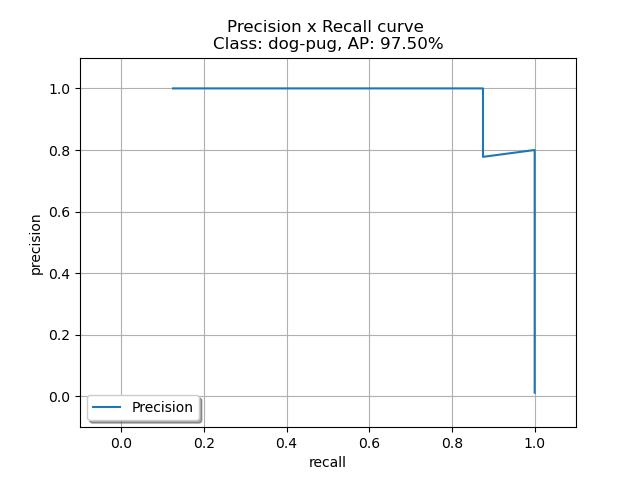 Precision x Recall curve
Class: dog-pug, AP: 97.50%
1.0
0.8
0.6
0.4
0.2
0.0
precision
Precision
0.0 0.2 0.4 0.6 0.8 1.0
recall